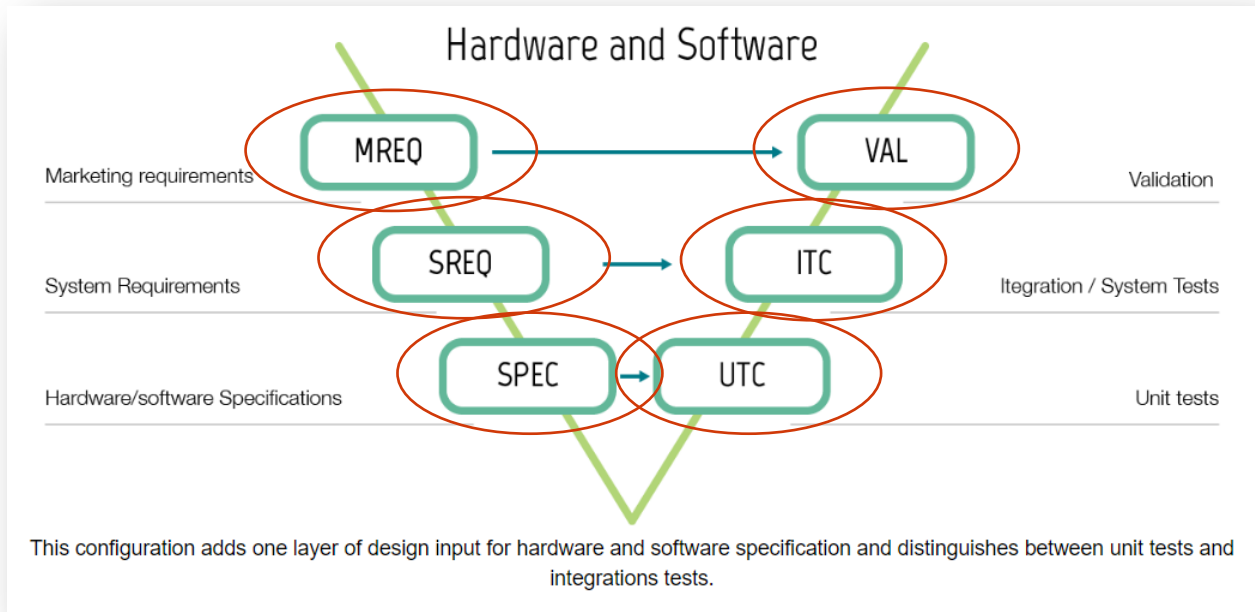 Hardware and Software
MREQ
VAL
Marketing requirements
Validation
SREQ
ITC
System Requirements
Itegration / System Tests
SPEC
UTC
Hardware/software Specifications
Unit tests
This configuration adds one layer of design input for hardware and software specification and distinguishes between unit tests and
integrations tests.